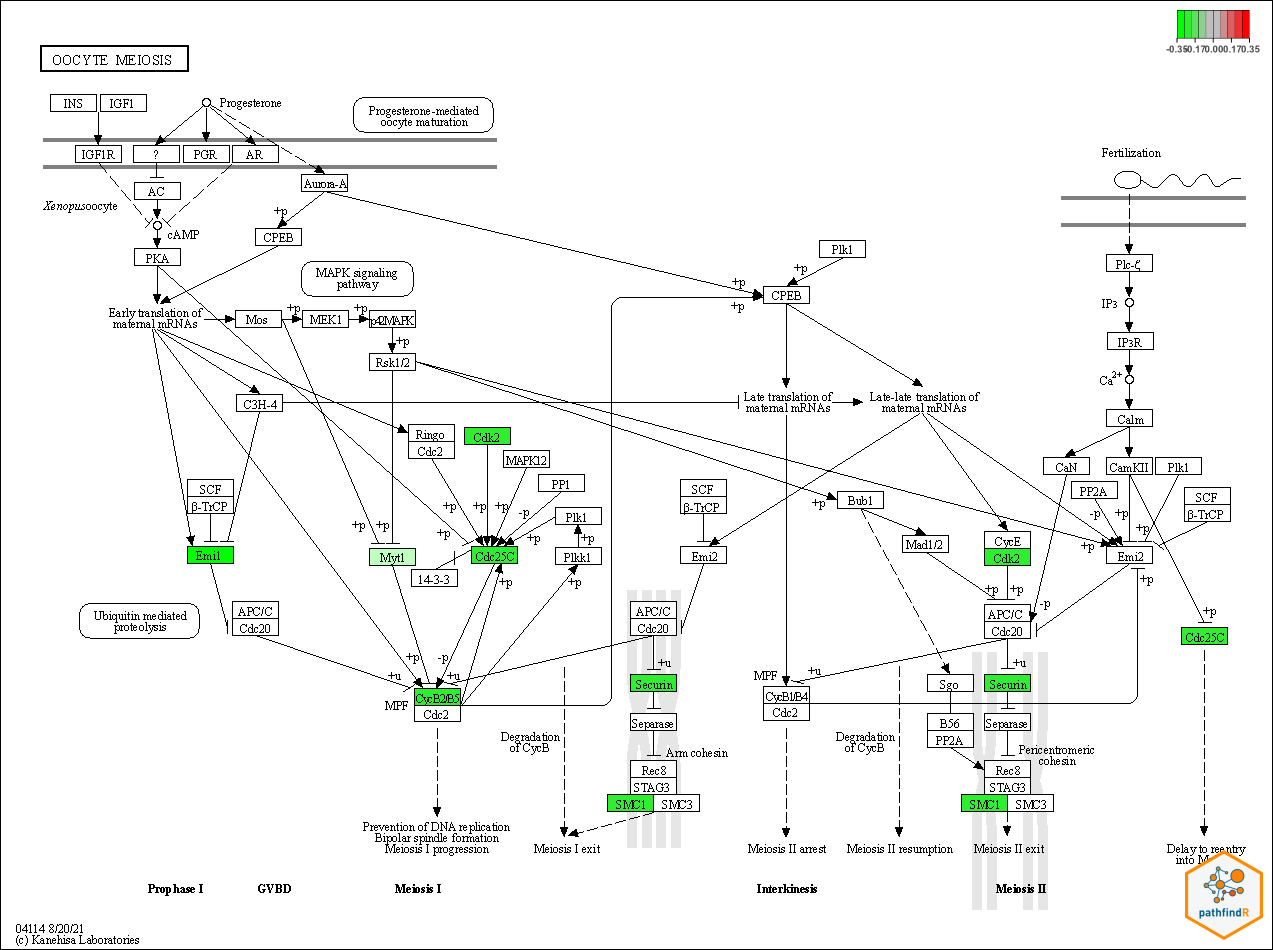 -0.350.170.000.170.35
OOCYTE MEIOSIS
INS
IGF1
Progesterone
Progesterone-mediated
oocyte maturation
IGF1R
?
PGR
AR
Fertilization
Aurora-A
AC
Xenopus oocyte
+p
cAMP
CPEB
PKA
Plk1
+p
Plc-ζ
MAPK signaling
pathway
+p
CPEB
+p
IP3
Early translation of
maternal mRNAs
Mos
+p
MEK1
+p
p42MAPK
+p
Rsk1/2
IP3R
Ca2+
C3H-4
Late translation of
maternal mRNAs
Late-late translation of
maternal mRNAs
Calm
Ringo
Cdc2
Cdk2
MAPK12
PP1
CaN
CamKII
Plk1
SCF
β-TrCP
+p
+p
+p
-p
Plk1
SCF
β-TrCP
+p
Bub1
PP2A
-p
+p
SCF
β-TrCP
+p
+p
+p
+p
+p
Mad1/2
CycE
Cdk2
+p
Emi1
Myt1
Cdc25C
Plkk1
Emi2
Emi2
14-3-3
+p
+p
+p
+p
+p
-p
Ubiquitin mediated
proteolysis
APC/C
Cdc20
APC/C
Cdc20
APC/C
Cdc20
+p
Cdc25C
+p
-p
+u
+u
+u
+u
+u
MPF
CycB2/B5
Cdc2
Securin
MPF
CycB1/B4
Cdc2
Sgo
Securin
Separase
B56
PP2A
Separase
Degradation
of CycB
Arm cohesin
Degradation
of CycB
Pericentromeric
cohesin
Rec8
STAG3
SMC1
SMC3
Rec8
STAG3
SMC1
SMC3
Prevention of DNA replication
Bipolar spindle formation
Meiosis I progression
Meiosis I exit
Meiosis II arrest
Meiosis II resumption
Meiosis II exit
Delay to reentry
into M
Prophase I
GVBD
Meiosis I
Interkinesis
Meiosis II
pathfindR
04114 8/20/21
(c) Kanehisa Laboratories